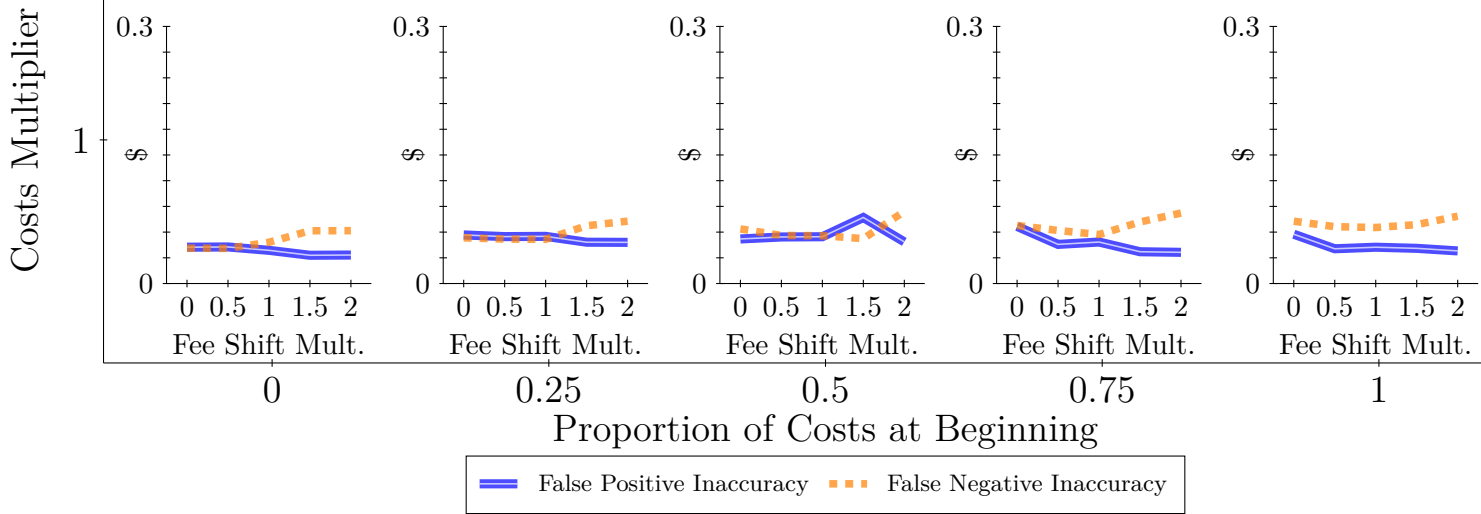 Costs Multiplier
1
0.3 0.3 0.3 0.3 0.3
$ $ $ $ $
0 0 0 0 0
0 0.5 1 1.5 2 0 0.5 1 1.5 2 0 0.5 1 1.5 2 0 0.5 1 1.5 2 0 0.5 1 1.5 2
Fee Shift Mult. Fee Shift Mult. Fee Shift Mult. Fee Shift Mult. Fee Shift Mult.
0 0.25 0.5 0.75 1
Proportion of Costs at Beginning
False Positive Inaccuracy False Negative Inaccuracy